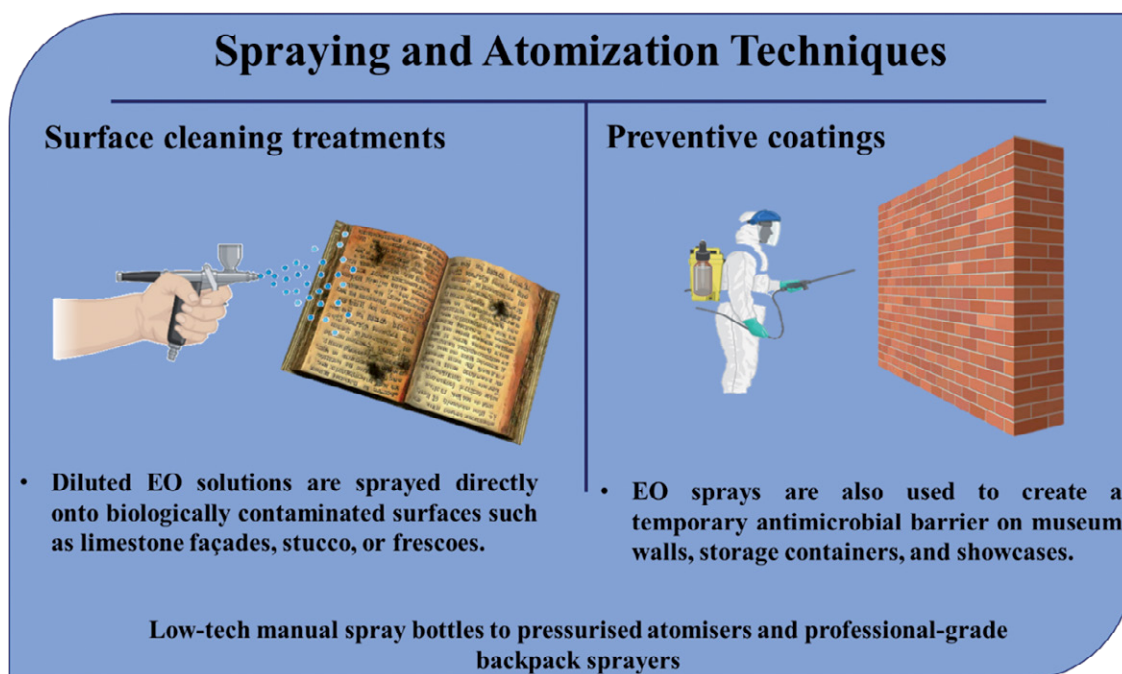 Spraying and Atomization Techniques
Surface cleaning treatments
• Diluted EO solutions are sprayed directly
onto biologically contaminated surfaces such
as limestone façades, stucco, or frescoes.
Preventive coatings
• EO sprays are also used to create a
temporary antimicrobial barrier on museum
walls, storage containers, and showcases.
Low-tech manual spray bottles to pressurised atomisers and professional-grade
backpack sprayers